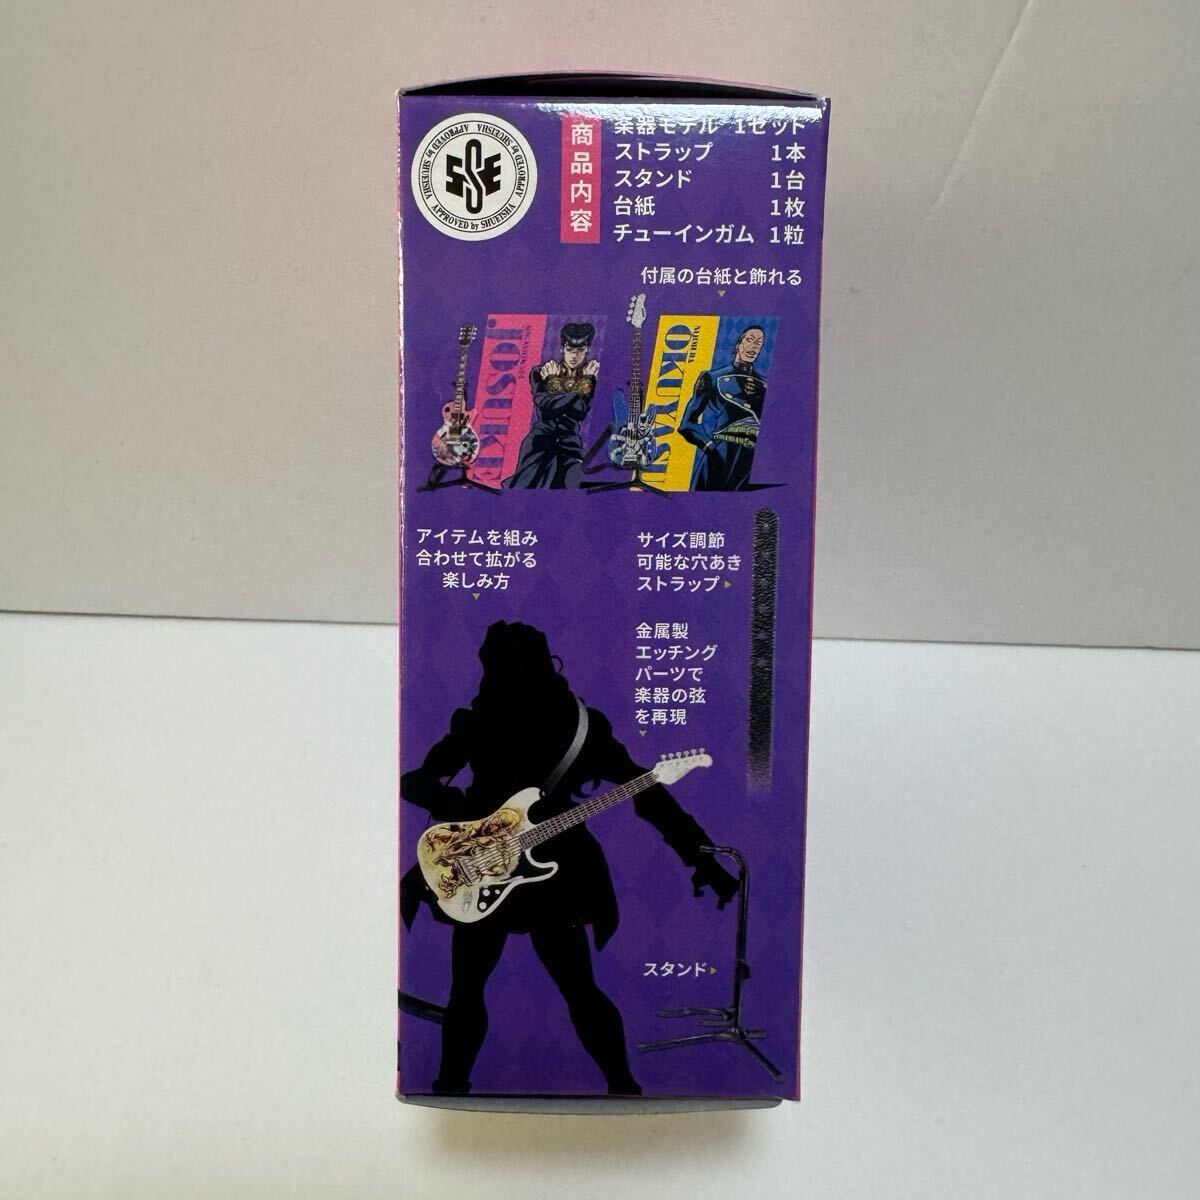 APPROVED by SHUEISHA APPROVED by SHUEISHA APPROVED by SHUEISHA
SSE
商品内容
楽器モデル 1セット
ストラップ 1本
スタンド 1台
台紙 1枚
チューインガム 1粒
付属の台紙と飾れる
JOSUKE
HIGASHIKATA
OKUYASU
NIJIMURA
アイテムを組み
合わせて拡がる
楽しみ方
サイズ調節
可能な穴あき
ストラップ
金属製
エッチング
パーツで
楽器の弦
を再現
スタンド